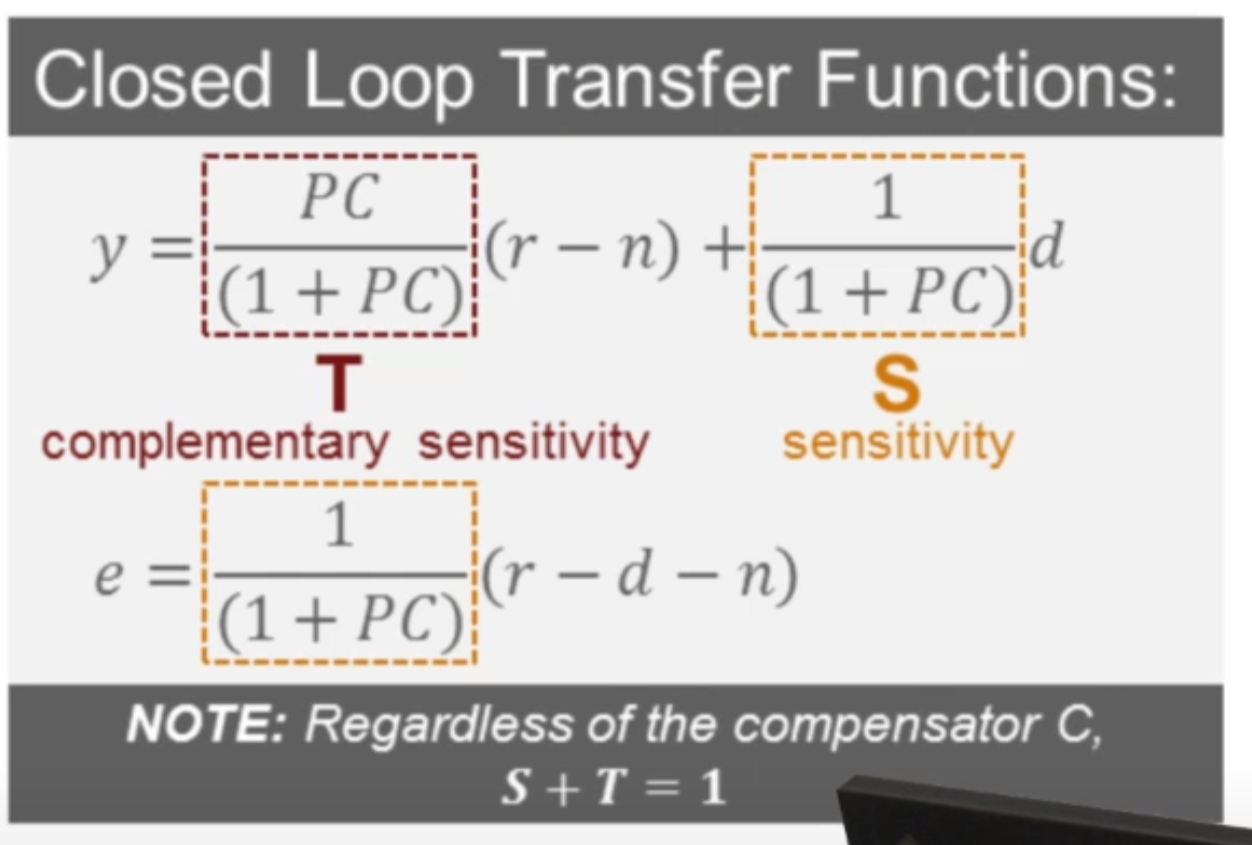 Closed Loop Transfer Functions:
y = PC/(1 + PC) (r − n) + 1/(1 + PC) d
T S
complementary sensitivity sensitivity
e = 1/(1 + PC) (r − d − n)
NOTE: Regardless of the compensator C,
S + T = 1